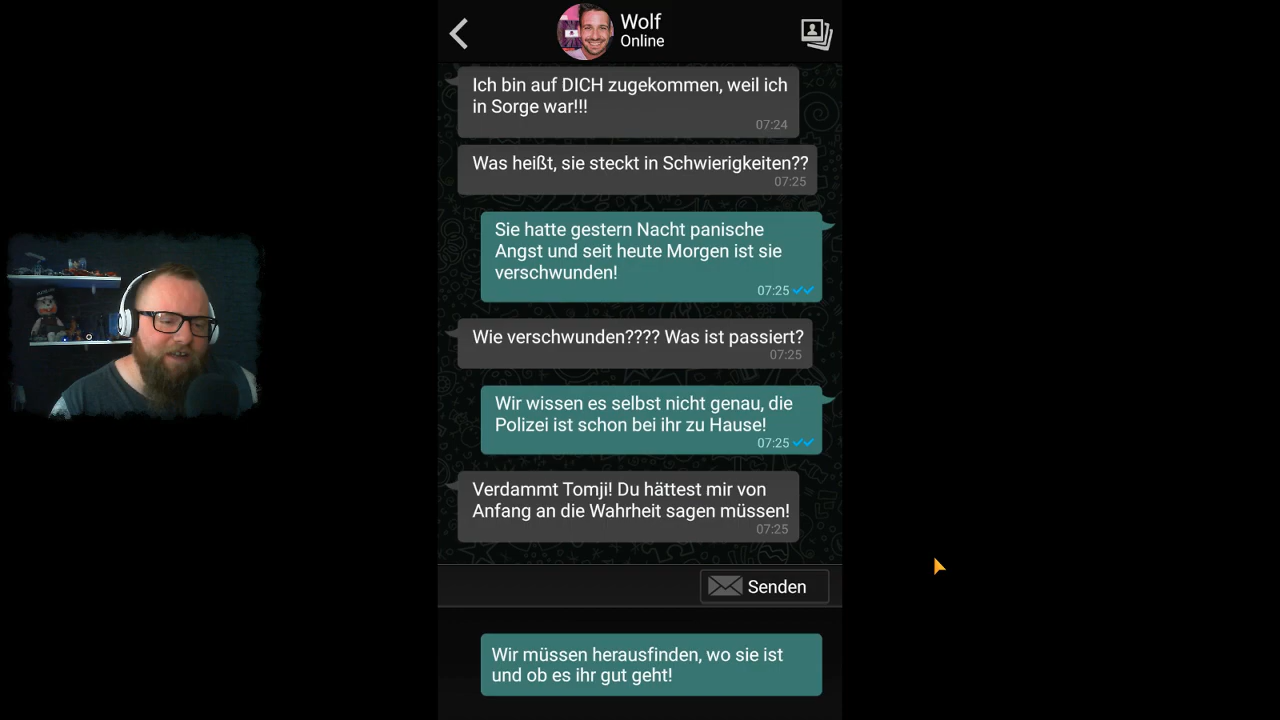 Wolf
Online
Ich bin auf DICH zugekommen, weil ich
in Sorge war!!!
07:24
Was heißt, sie steckt in Schwierigkeiten??
07:25
Sie hatte gestern Nacht panische
Angst und seit heute Morgen ist sie
verschwunden!
07:25
Wie verschwunden???? Was ist passiert?
07:25
Wir wissen es selbst nicht genau, die
Polizei ist schon bei ihr zu Hause!
07:25
Verdammt Tomji! Du hättest mir von
Anfang an die Wahrheit sagen müssen!
07:25
Senden
Wir müssen herausfinden, wo sie ist
und ob es ihr gut geht!